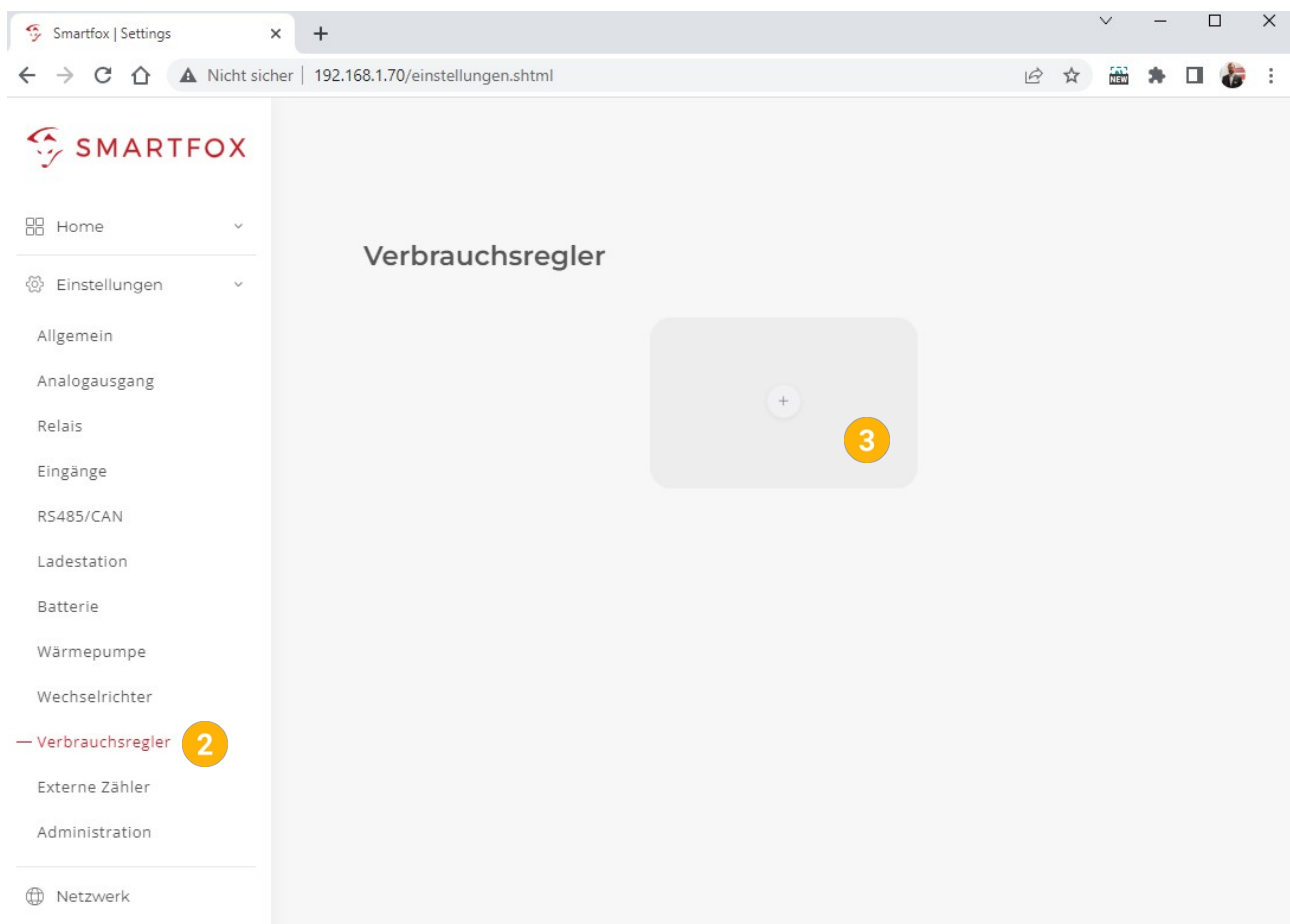 Smartfox | Settings
Nicht sicher | 192.168.1.70/einstellungen.shtml
NEW
SMARTFOX
Home
Einstellungen
Allgemein
Analogausgang
Relais
Eingänge
RS485/CAN
Ladestation
Batterie
Wärmepumpe
Wechselrichter
Verbrauchsregler 2
Externe Zähler
Administration
Netzwerk
Verbrauchsregler
+
3